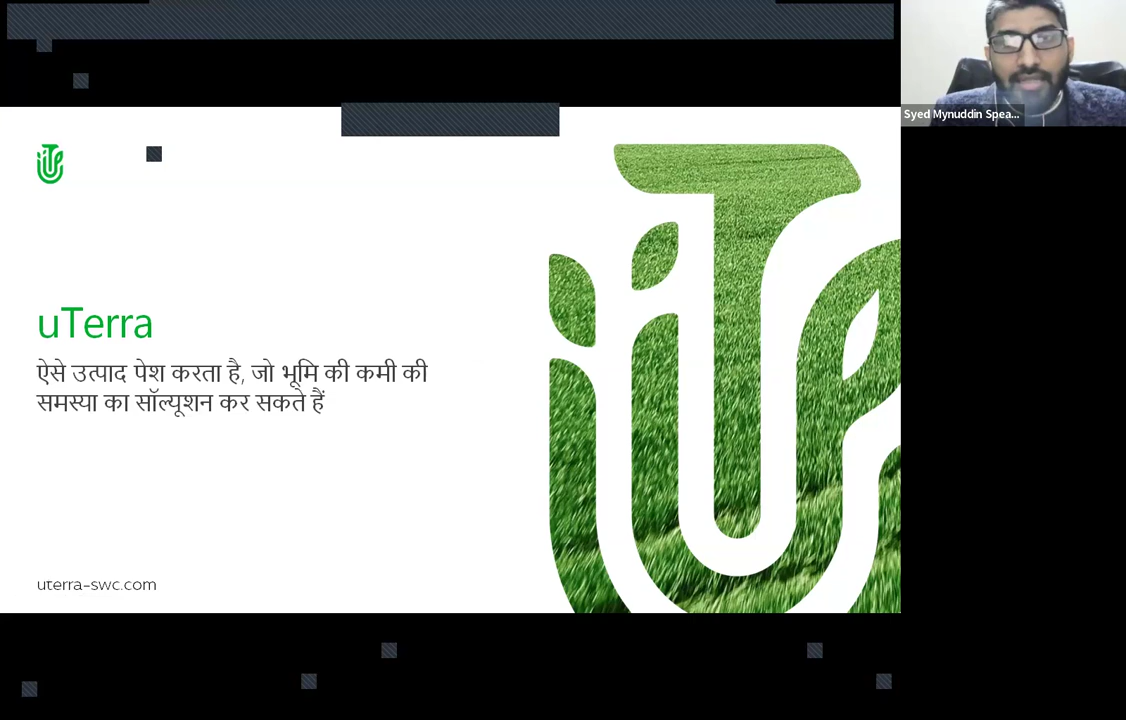 Syed Mynuddin Spea...
uTerra
ऐसे उत्पाद पेश करता है, जो भूमि की कमी की
समस्या का सॉल्यूशन कर सकते हैं
uterra-swc.com